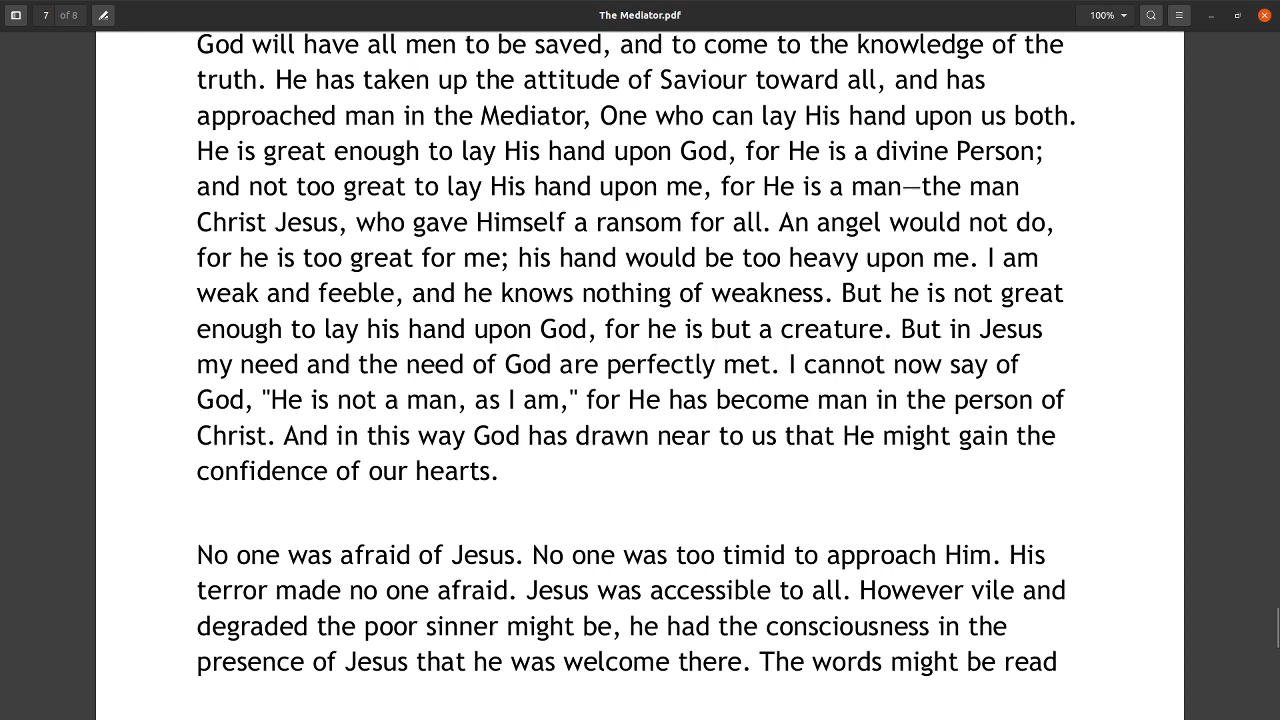 7 of 8
The Mediator.pdf
100%
God will have all men to be saved, and to come to the knowledge of the
truth. He has taken up the attitude of Saviour toward all, and has
approached man in the Mediator, One who can lay His hand upon us both.
He is great enough to lay His hand upon God, for He is a divine Person;
and not too great to lay His hand upon me, for He is a man—the man
Christ Jesus, who gave Himself a ransom for all. An angel would not do,
for he is too great for me; his hand would be too heavy upon me. I am
weak and feeble, and he knows nothing of weakness. But he is not great
enough to lay his hand upon God, for he is but a creature. But in Jesus
my need and the need of God are perfectly met. I cannot now say of
God, "He is not a man, as I am," for He has become man in the person of
Christ. And in this way God has drawn near to us that He might gain the
confidence of our hearts.
No one was afraid of Jesus. No one was too timid to approach Him. His
terror made no one afraid. Jesus was accessible to all. However vile and
degraded the poor sinner might be, he had the consciousness in the
presence of Jesus that he was welcome there. The words might be read